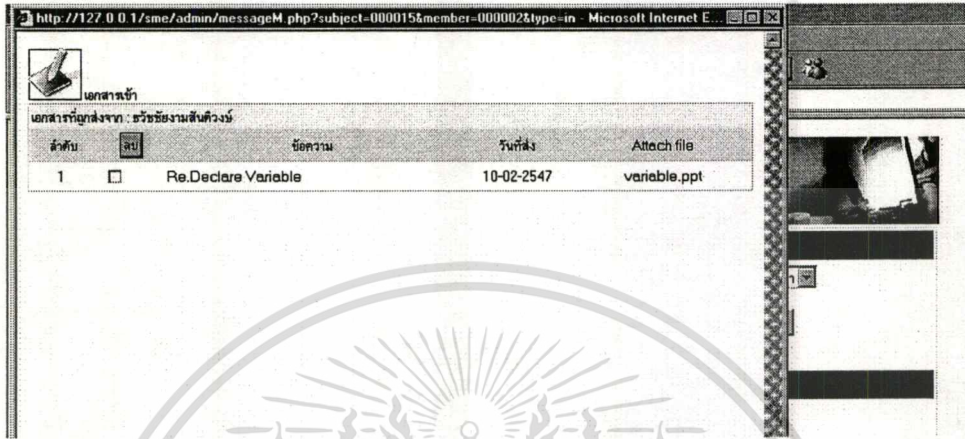 http://127.0.0.1/sme/admin/messageM.php?subject=000015&member=000002&type=in - Microsoft Internet E...
เอกสารเข้า
เอกสารที่ถูกส่งจาก : ธวัชชัยงามสันติวงษ์
ลำดับ ลบ ข้อความ วันที่ส่ง Attach file
1 Re.Declare Variable 10-02-2547 variable.ppt